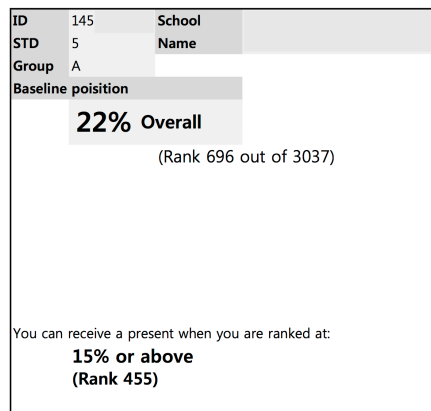 ID 145 School
STD 5 Name
Group A
Baseline poisition
22% Overall
(Rank 696 out of 3037)
You can receive a present when you are ranked at:
15% or above
(Rank 455)